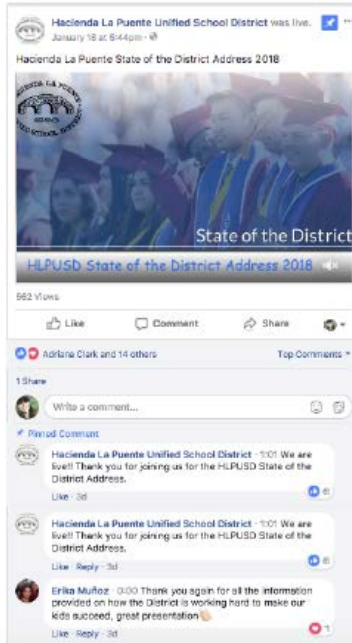 Hacienda La Puente Unified School District was live.
January 18 at 6:44pm
Hacienda La Puente State of the District Address 2018
HACIENDA LA PUENTE
State of the District
HLPUSD State of the District Address 2018
562 Views
Like Comment Share
Adriana Clark and 14 others Top Comments
1 Share
Write a comment...
Pinned Comment
Hacienda La Puente Unified School District · 1:01 We are
live!! Thank you for joining us for the HLPUSD State of the
District Address.
Like · 3d
Hacienda La Puente Unified School District · 1:01 We are
live!! Thank you for joining us for the HLPUSD State of the
District Address.
Like · Reply · 3d
Erika Muñoz · 0:00 Thank you again for all the information
provided on how the District is working hard to make our
kids succeed, great presentation
1
Like · Reply · 3d